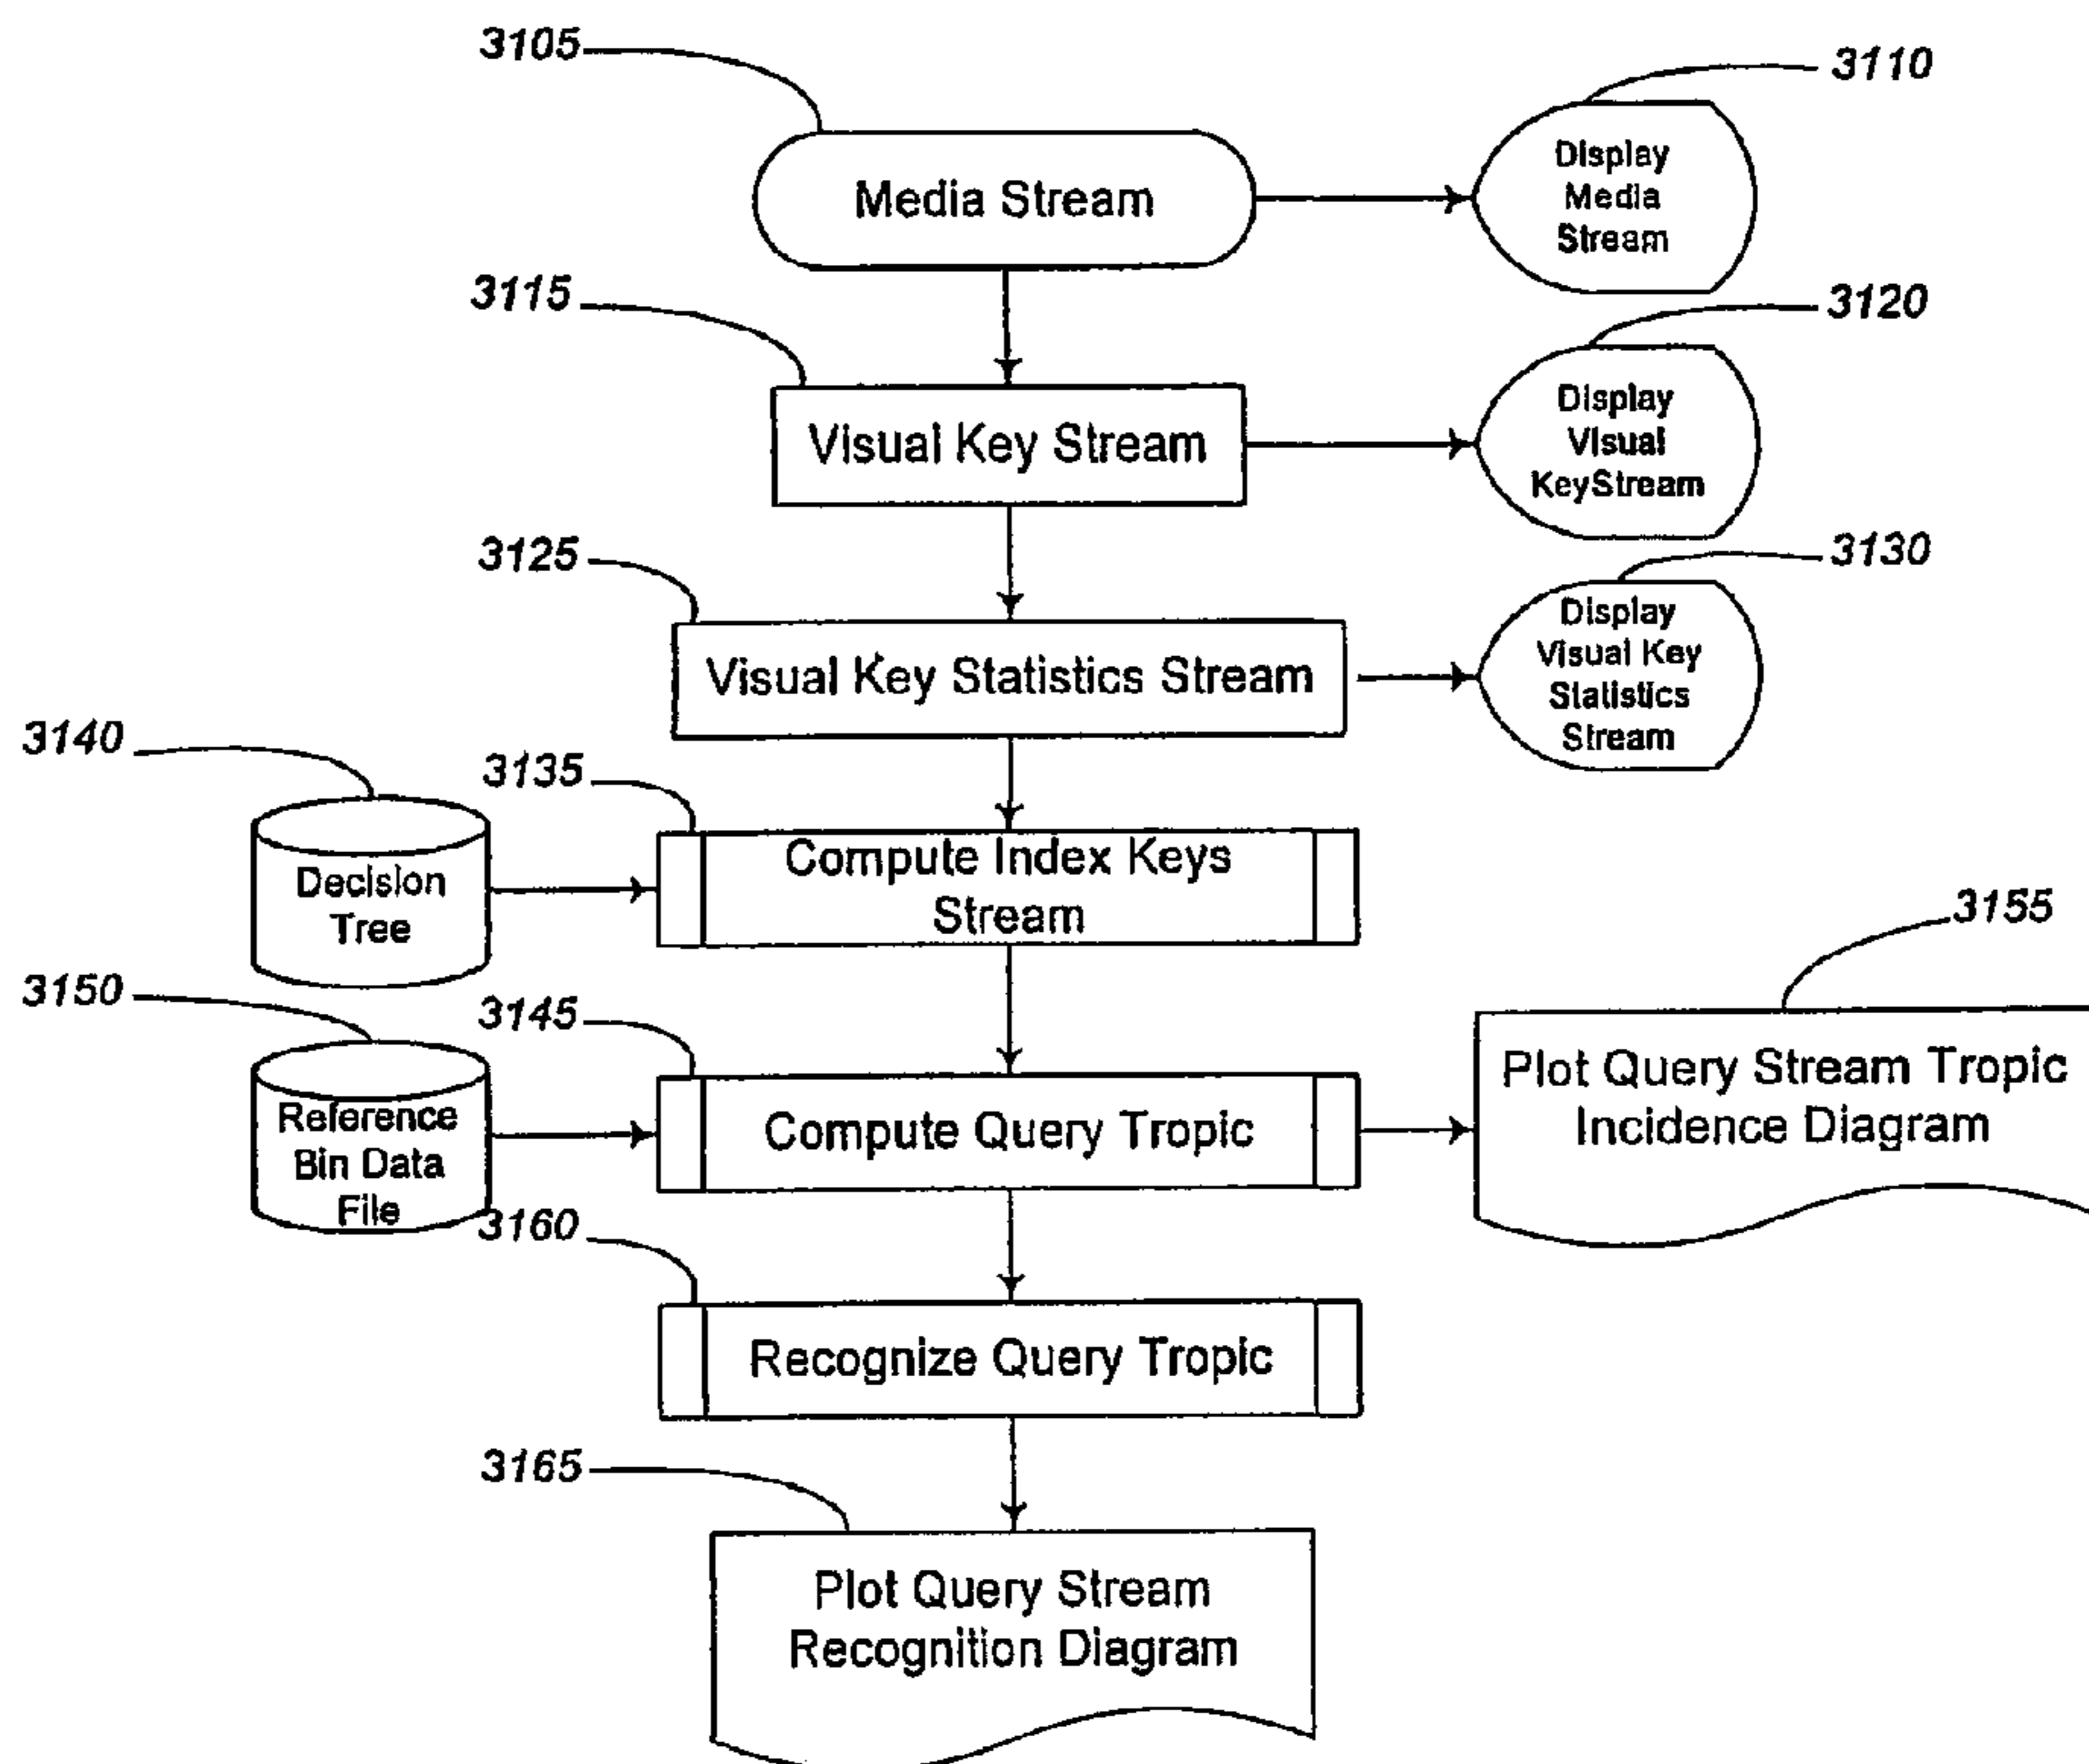 3105
3110
Media Stream
Display
Media
Stream
3115
3120
Visual Key Stream
Display
Visual
KeyStream
3125
3130
Visual Key Statistics Stream
Display
Visual Key
Statistics
Stream
3140
3135
Decision
Tree
Compute Index Keys
Stream
3155
3150
3145
Reference
Bin Data
File
Compute Query Tropic
Plot Query Stream Tropic
Incidence Diagram
3160
Recognize Query Tropic
3165
Plot Query Stream
Recognition Diagram